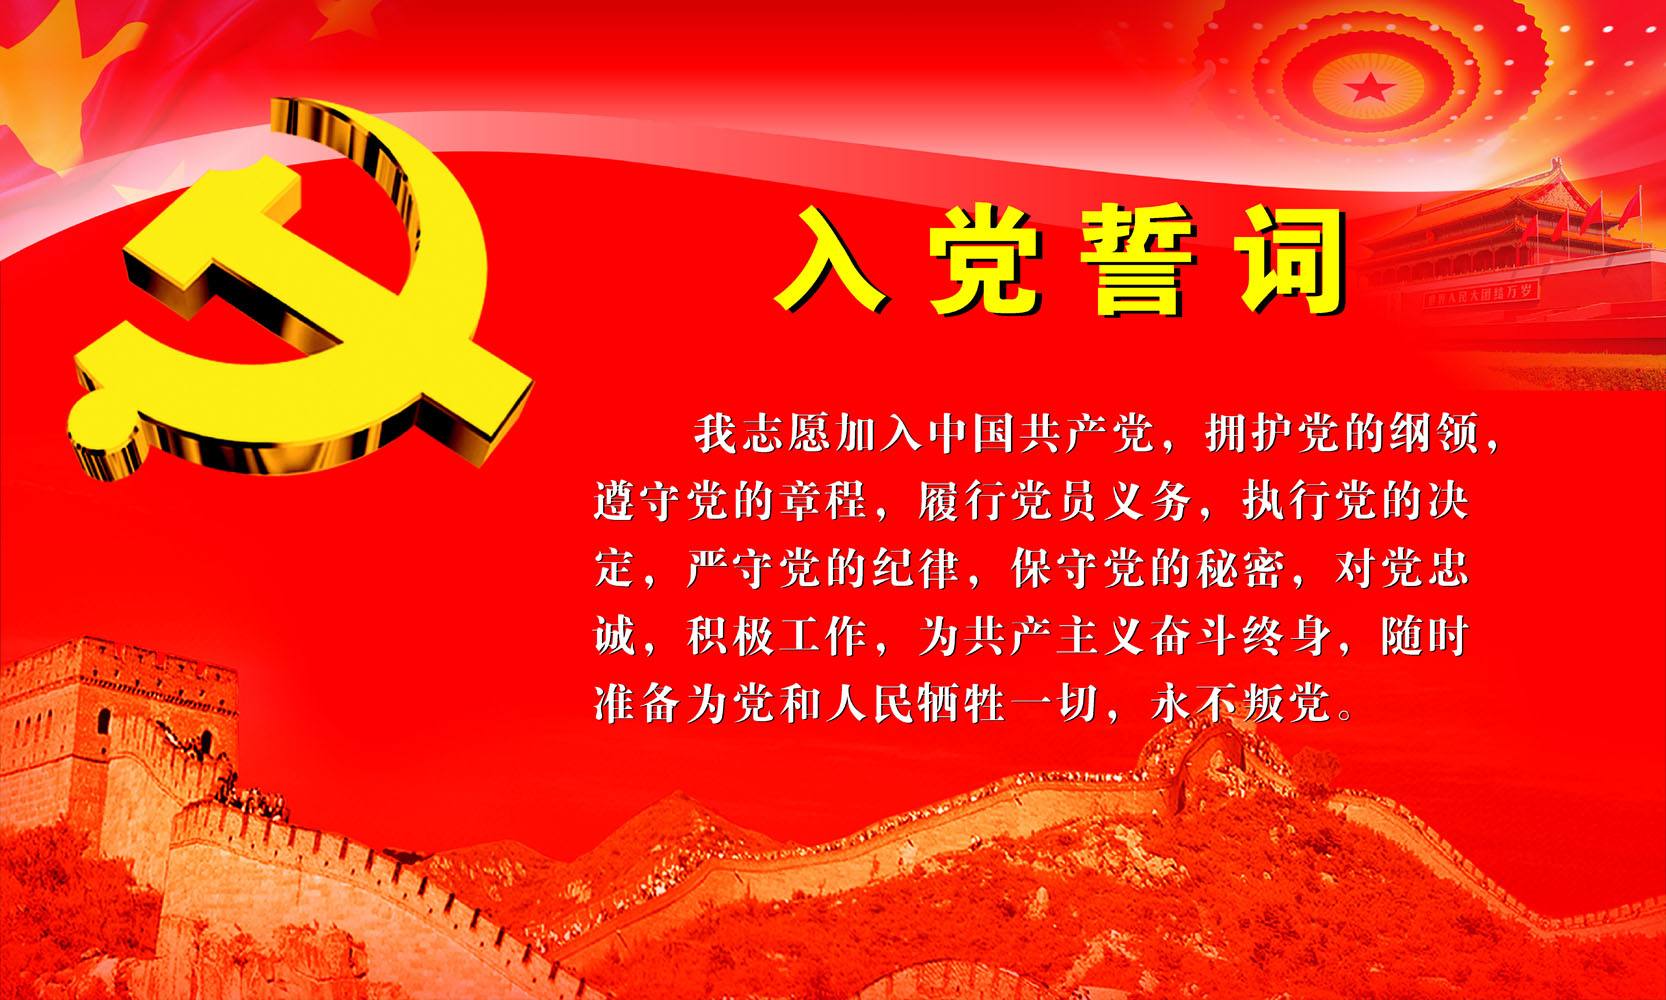 入党誓词
世界人民大团结万岁
我志愿加入中国共产党，拥护党的纲领，
遵守党的章程，履行党员义务，执行党的决
定，严守党的纪律，保守党的秘密，对党忠
诚，积极工作，为共产主义奋斗终身，随时
准备为党和人民牺牲一切，永不叛党。